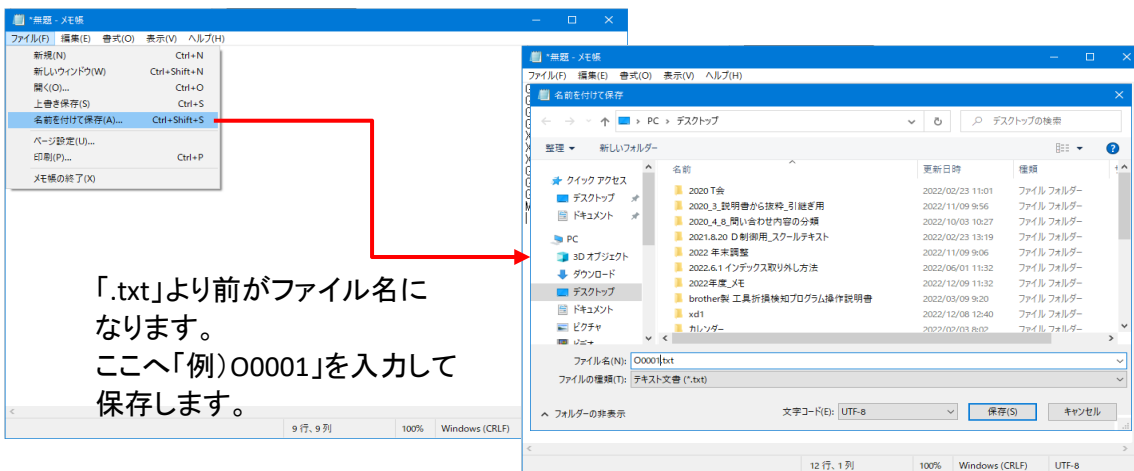 *無題 - メモ帳
ファイル(F) 編集(E) 書式(O) 表示(V) ヘルプ(H)
新規(N) Ctrl+N
新しいウィンドウ(W) Ctrl+Shift+N
開く(O)... Ctrl+O
上書き保存(S) Ctrl+S
名前を付けて保存(A)... Ctrl+Shift+S
ページ設定(U)...
印刷(P)... Ctrl+P
メモ帳の終了(X)
「.txt」より前がファイル名に
なります。
ここへ「例)O0001」を入力して
保存します。
9 行、9 列 100% Windows (CRLF)
*無題 - メモ帳
ファイル(F) 編集(E) 書式(O) 表示(V) ヘルプ(H)
名前を付けて保存
PC › デスクトップ
デスクトップの検索
整理 新しいフォルダー
名前 更新日時 種類
クイック アクセス
デスクトップ
ドキュメント
PC
3D オブジェクト
ダウンロード
デスクトップ
ドキュメント
ピクチャ
ビデオ
2020 T会 2022/02/23 11:01 ファイル フォルダー
2020_3_説明書から抜粋_引継ぎ用 2022/11/09 9:56 ファイル フォルダー
2020_4_8_問い合わせ内容の分類 2022/10/03 10:27 ファイル フォルダー
2021.8.20 D制御用_スクールテキスト 2022/02/23 13:19 ファイル フォルダー
2022 年末調整 2022/11/09 9:06 ファイル フォルダー
2022.6.1 インデックス取り外し方法 2022/06/01 11:32 ファイル フォルダー
2022年度_メモ 2022/12/09 11:32 ファイル フォルダー
brother製 工具折損検知プログラム操作説明書 2022/03/09 9:20 ファイル フォルダー
xd1 2022/12/08 12:40 ファイル フォルダー
カレンダー 2022/02/03 8:02 ファイル フォルダー
ファイル名(N): O0001.txt
ファイルの種類(T): テキスト文書 (*.txt)
フォルダーの非表示 文字コード(E): UTF-8 保存(S) キャンセル
12 行、1 列 100% Windows (CRLF) UTF-8